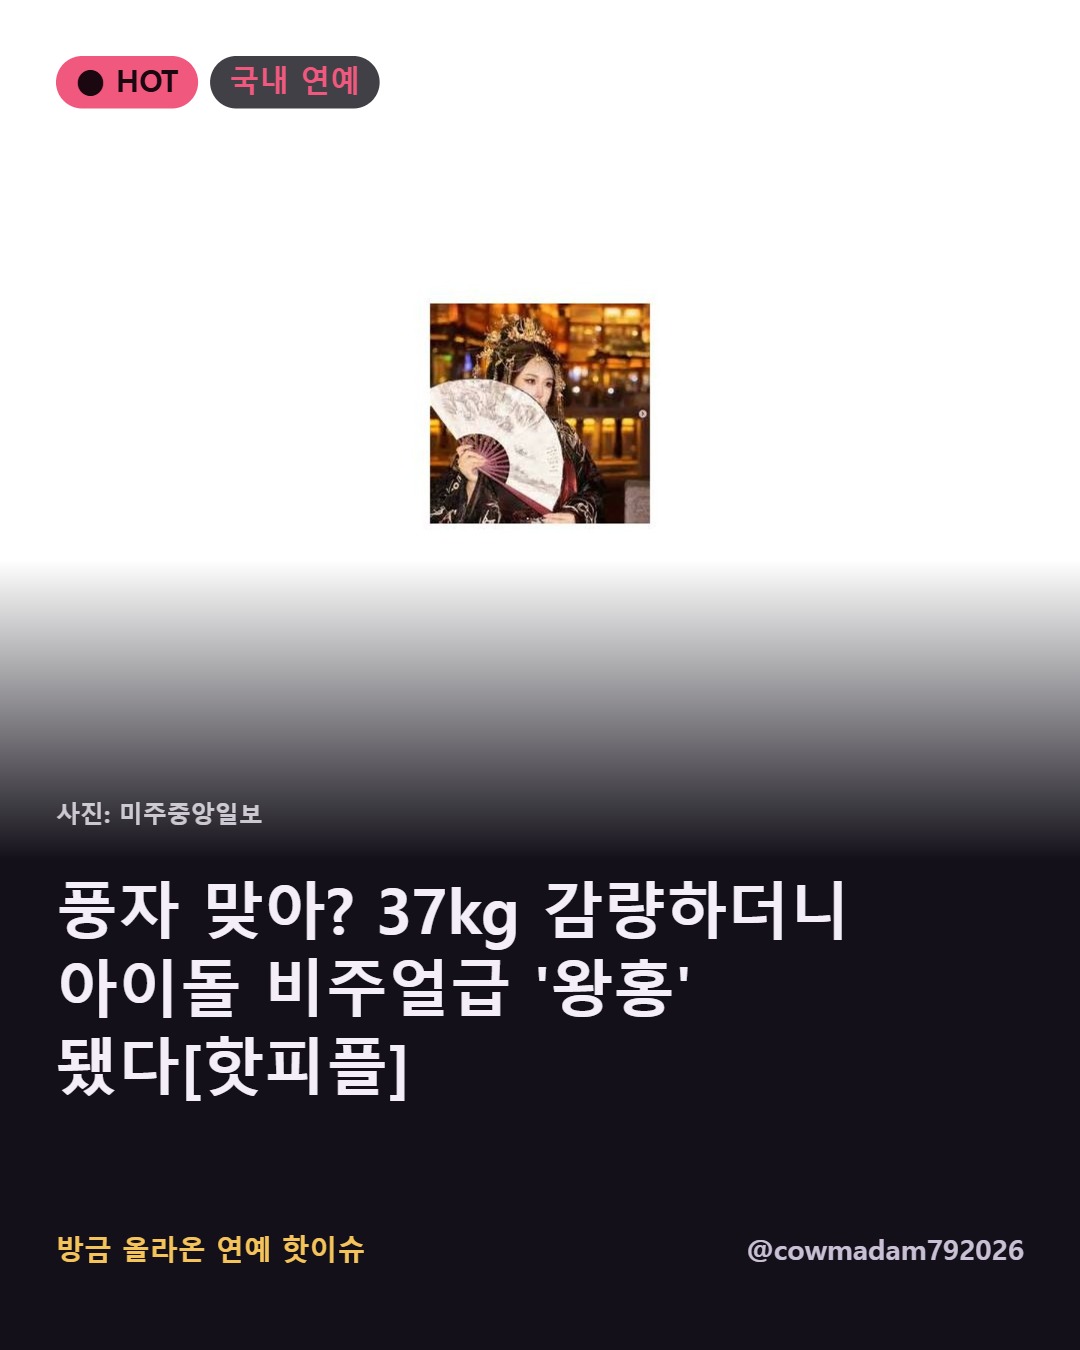 HOT
국내 연예
사진: 미주중앙일보
풍자 맞아? 37kg 감량하더니
아이돌 비주얼급 '왕홍'
됐다[핫피플]
방금 올라온 연예 핫이슈
@cowmadam792026